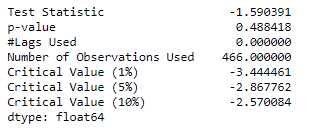 Test Statistic -1.590391
p-value 0.488418
#Lags Used 0.000000
Number of Observations Used 466.000000
Critical Value (1%) -3.444461
Critical Value (5%) -2.867762
Critical Value (10%) -2.570084
dtype: float64